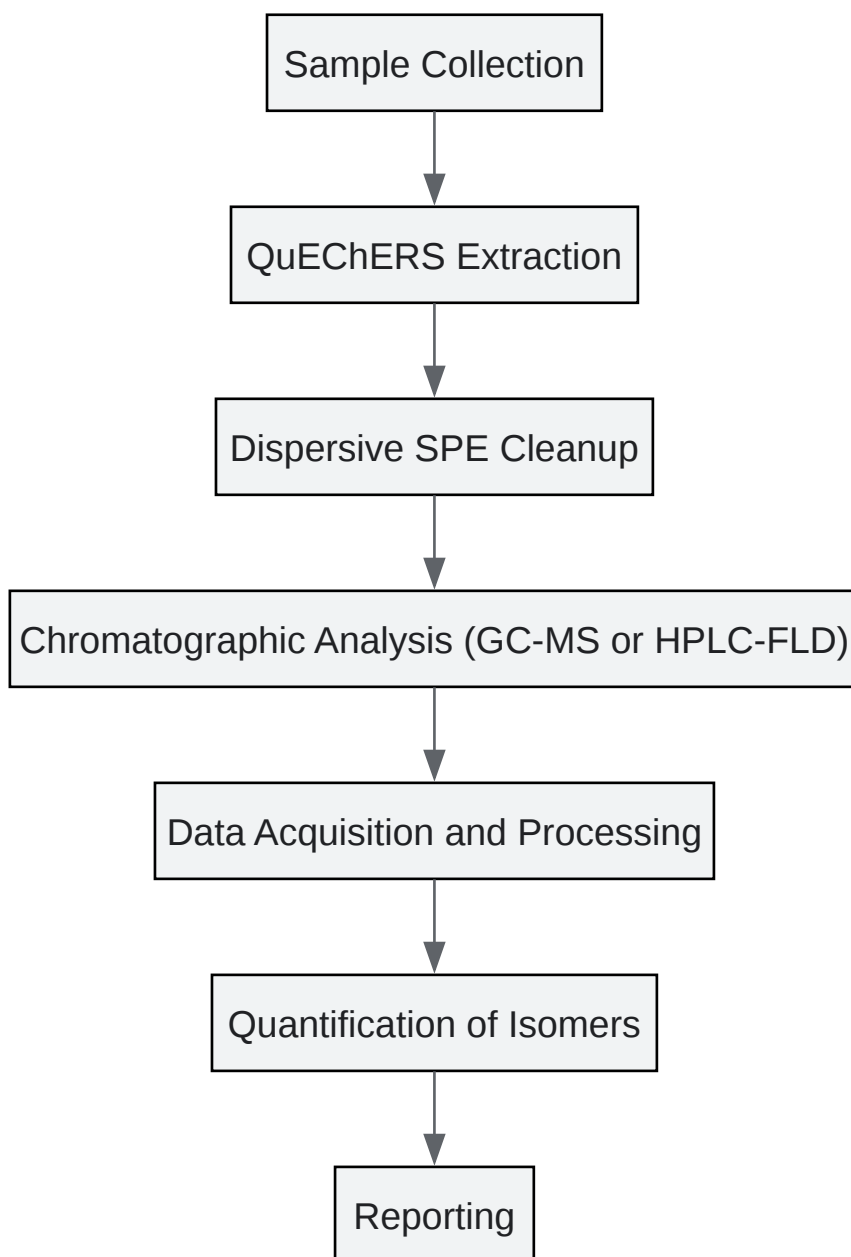 Sample Collection
QuEChERS Extraction
Dispersive SPE Cleanup
Chromatographic Analysis (GC-MS or HPLC-FLD)
Data Acquisition and Processing
Quantification of Isomers
Reporting